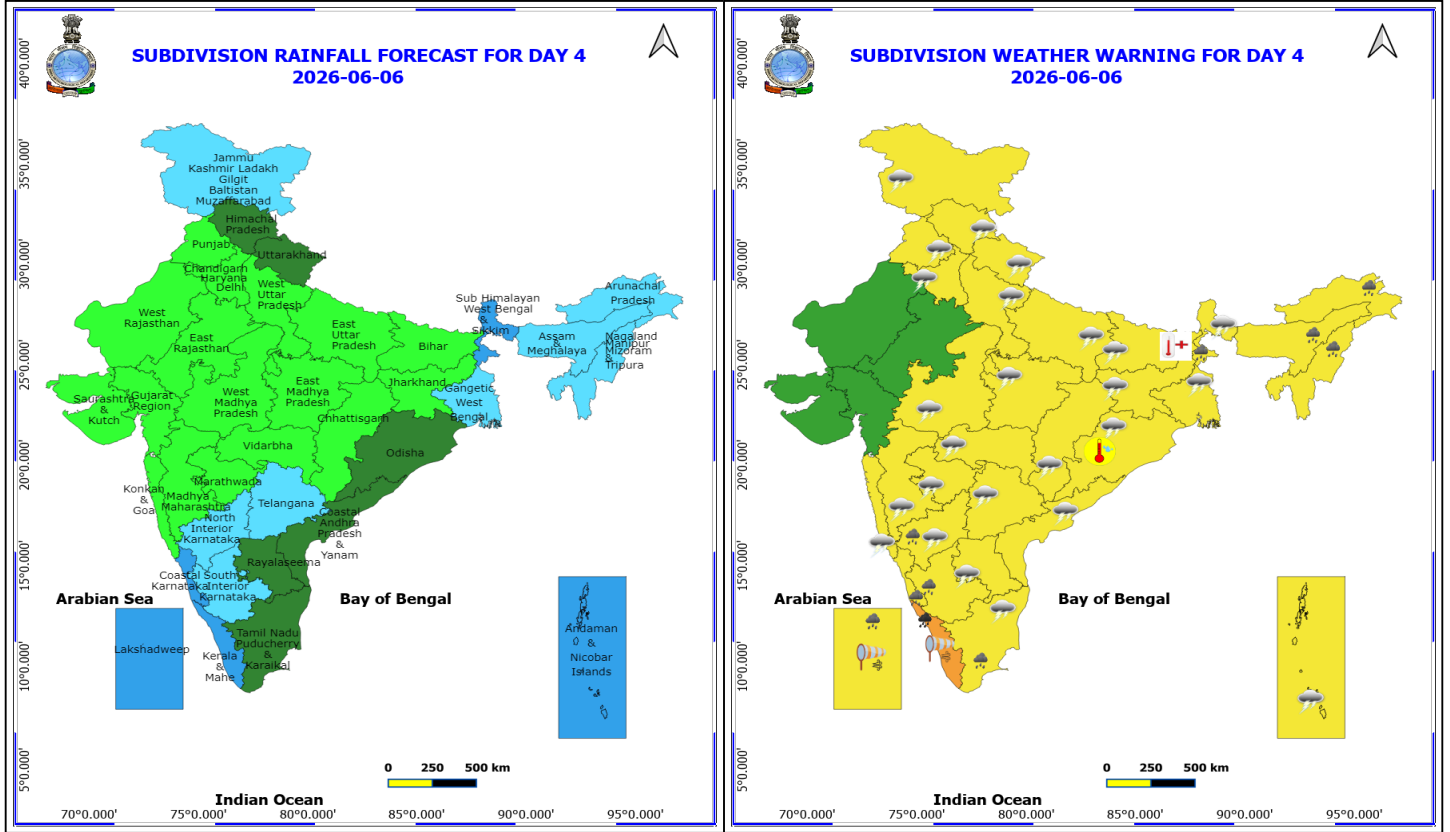 SUBDIVISION RAINFALL FORECAST FOR DAY 4
2026-06-06
40°0.000'
35°0.000'
30°0.000'
25°0.000'
20°0.000'
15°0.000'
10°0.000'
5°0.000'
Jammu
Kashmir Ladakh
Gilgit
Baltistan
Muzaffarabad
Himachal
Pradesh
Punjab
Uttarakhand
Chandigarh
Haryana
Delhi
West
Uttar
Pradesh
West
Rajasthan
East
Rajasthan
East
Uttar
Pradesh
Bihar
Sub Himalayan
West Bengal
&
Sikkim
Arunachal
Pradesh
Assam
&
Meghalaya
Nagaland
Manipur
Mizoram
&
Tripura
Jharkhand
Gangetic
West
Bengal
Saurashtra
&
Kutch
Gujarat
Region
West
Madhya
Pradesh
East
Madhya
Pradesh
Chhattisgarh
Vidarbha
Odisha
Konkan
&
Goa
Madhya
Maharashtra
Marathwada
Telangana
North
Interior
Karnataka
Coastal
Andhra
Pradesh
&
Yanam
Rayalaseema
Coastal
Karnataka
South
Interior
Karnataka
Arabian Sea
Bay of Bengal
Lakshadweep
Kerala
&
Mahe
Tamil Nadu
Puducherry
&
Karaikal
Andaman
&
Nicobar
Islands
0 250 500 km
Indian Ocean
70°0.000' 75°0.000' 80°0.000' 85°0.000' 90°0.000' 95°0.000'
SUBDIVISION WEATHER WARNING FOR DAY 4
2026-06-06
40°0.000'
35°0.000'
30°0.000'
25°0.000'
20°0.000'
15°0.000'
10°0.000'
5°0.000'
Arabian Sea
Bay of Bengal
0 250 500 km
Indian Ocean
70°0.000' 75°0.000' 80°0.000' 85°0.000' 90°0.000' 95°0.000'